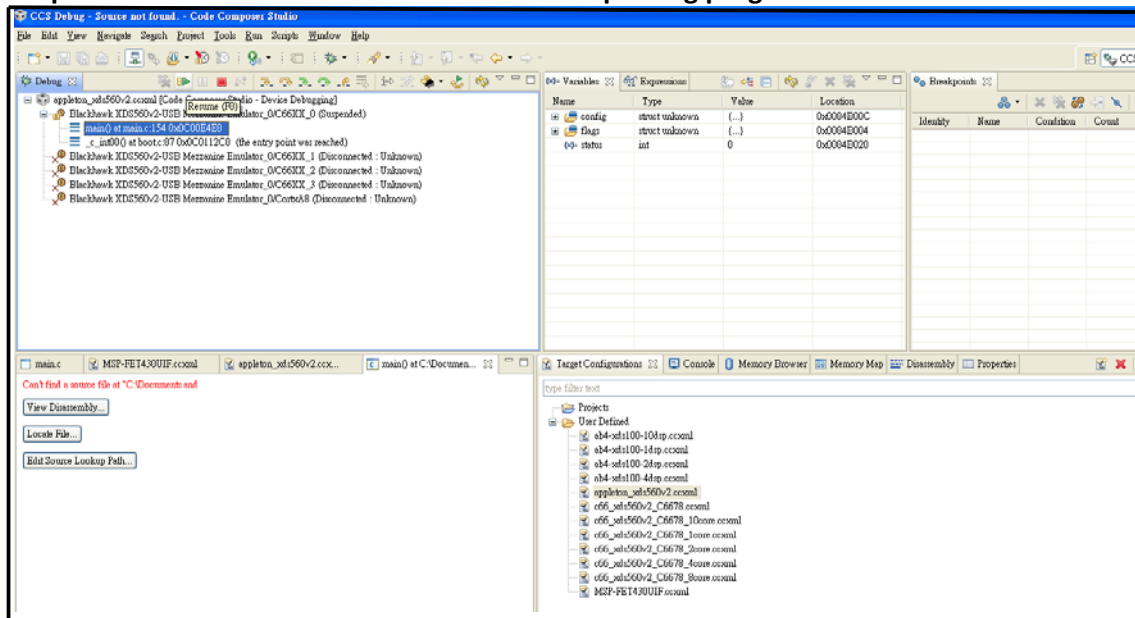 CCS Debug - Source not found. - Code Composer Studio
File Edit View Navigate Search Project Tools Run Scripts Window Help
CCS
Debug
appleton_xds560v2.ccxml [Code Composer Studio - Device Debugging]
Resume (F8)
Blackhawk XDS560v2-USB Mezzanine Emulator_0/C66XX_0 (Suspended)
main() at main.c:154 0x0C00E4E8
_c_int00() at boot.c:87 0x0C0112C8 (the entry point was reached)
Blackhawk XDS560v2-USB Mezzanine Emulator_0/C66XX_1 (Disconnected : Unknown)
Blackhawk XDS560v2-USB Mezzanine Emulator_0/C66XX_2 (Disconnected : Unknown)
Blackhawk XDS560v2-USB Mezzanine Emulator_0/C66XX_3 (Disconnected : Unknown)
Blackhawk XDS560v2-USB Mezzanine Emulator_0/CortxA8 (Disconnected : Unknown)
(x)= Variables Expressions
Name Type Value Location
config struct unknown {...} 0x0004E00C
flags struct unknown {...} 0x0004E004
(x)= status int 0 0x0004E020
Breakpoints
Identity Name Condition Count
main.c MSP-FET430UIF.ccxml appleton_xds560v2.ccx... main() at C:\Documen...
Can't find a source file at "C:\Documents and
View Disassembly...
Locate File...
Edit Source Lookup Path...
Target Configurations Console Memory Browser Memory Map Disassembly Properties
type filter text
Projects
User Defined
ab4-xds100-10dsp.ccxml
ab4-xds100-1dsp.ccxml
ab4-xds100-2dsp.ccxml
ab4-xds100-4dsp.ccxml
appleton_xds560v2.ccxml
c66_xds560v2_C6678.ccxml
c66_xds560v2_C6678_10core.ccxml
c66_xds560v2_C6678_1core.ccxml
c66_xds560v2_C6678_2core.ccxml
c66_xds560v2_C6678_4core.ccxml
c66_xds560v2_C6678_8core.ccxml
MSP-FET430UIF.ccxml